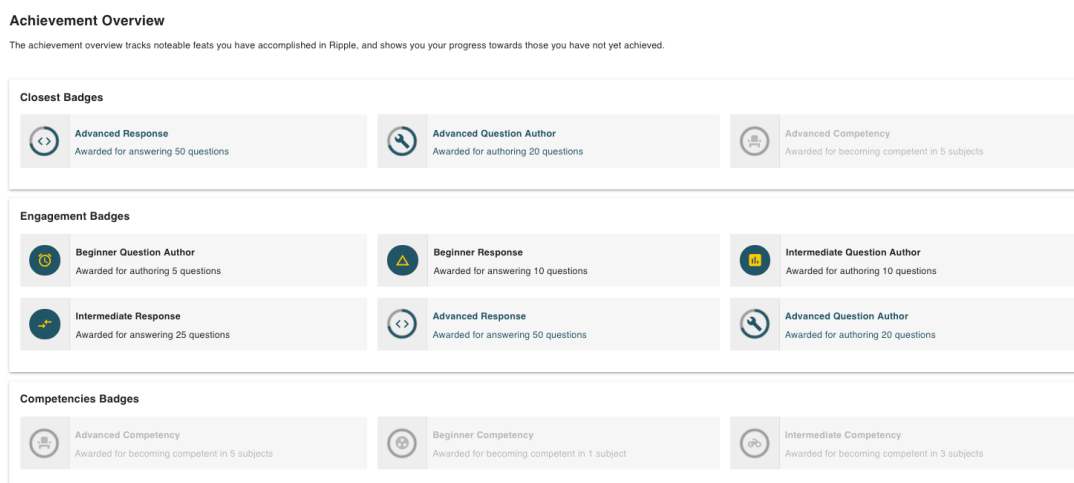 Achievement Overview
The achievement overview tracks noteable feats you have accomplished in Ripple, and shows you your progress towards those you have not yet achieved.
Closest Badges
Advanced Response
Awarded for answering 50 questions
Advanced Question Author
Awarded for authoring 20 questions
Advanced Competency
Awarded for becoming competent in 5 subjects
Engagement Badges
Beginner Question Author
Awarded for authoring 5 questions
Beginner Response
Awarded for answering 10 questions
Intermediate Question Author
Awarded for authoring 10 questions
Intermediate Response
Awarded for answering 25 questions
Advanced Response
Awarded for answering 50 questions
Advanced Question Author
Awarded for authoring 20 questions
Competencies Badges
Advanced Competency
Awarded for becoming competent in 5 subjects
Beginner Competency
Awarded for becoming competent in 1 subject
Intermediate Competency
Awarded for becoming competent in 3 subjects